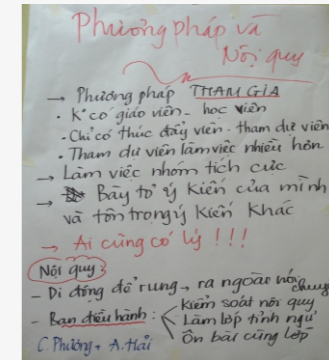 Phương pháp và
Nội quy
→ Phương pháp THAM GIA
• K° có giáo viên - học viên
• Chỉ có thúc đẩy viên - tham dự viên
• Tham dự viên làm việc nhiều hơn
→ Làm việc nhóm tích cực
→ Bày tỏ ý kiến của mình
và tôn trọng ý kiến khác
→ Ai cũng có lý !!!
Nội quy:
- Di động để rung → ra ngoài nói chung
- Ban điều hành: Kiểm soát nội quy
Làm lớp tỉnh ngủ
Ôn bài cùng lớp
C. Phương + A. Hải